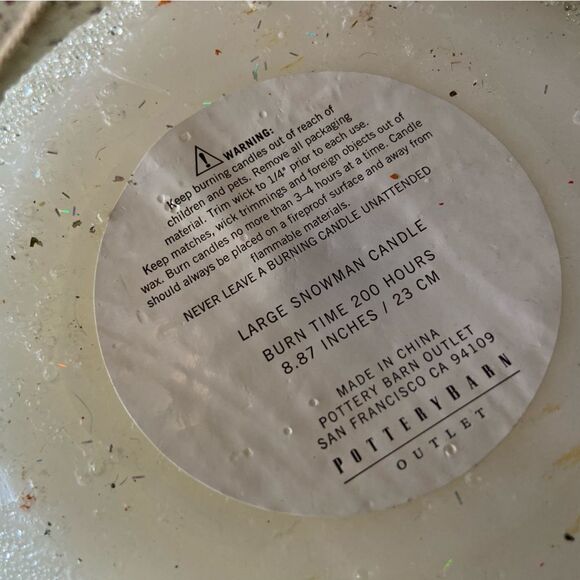 WARNING:
Keep burning candles out of reach of
children and pets. Remove all packaging
material. Trim wick to 1/4" prior to each use.
Keep matches, wick trimmings and foreign objects out of
wax. Burn candles no more than 3–4 hours at a time. Candle
should always be placed on a fireproof surface and away from
flammable materials.
NEVER LEAVE A BURNING CANDLE UNATTENDED
LARGE SNOWMAN CANDLE
BURN TIME 200 HOURS
8.87 INCHES / 23 CM
MADE IN CHINA
POTTERY BARN OUTLET
SAN FRANCISCO CA 94109
POTTERY BARN
OUTLET